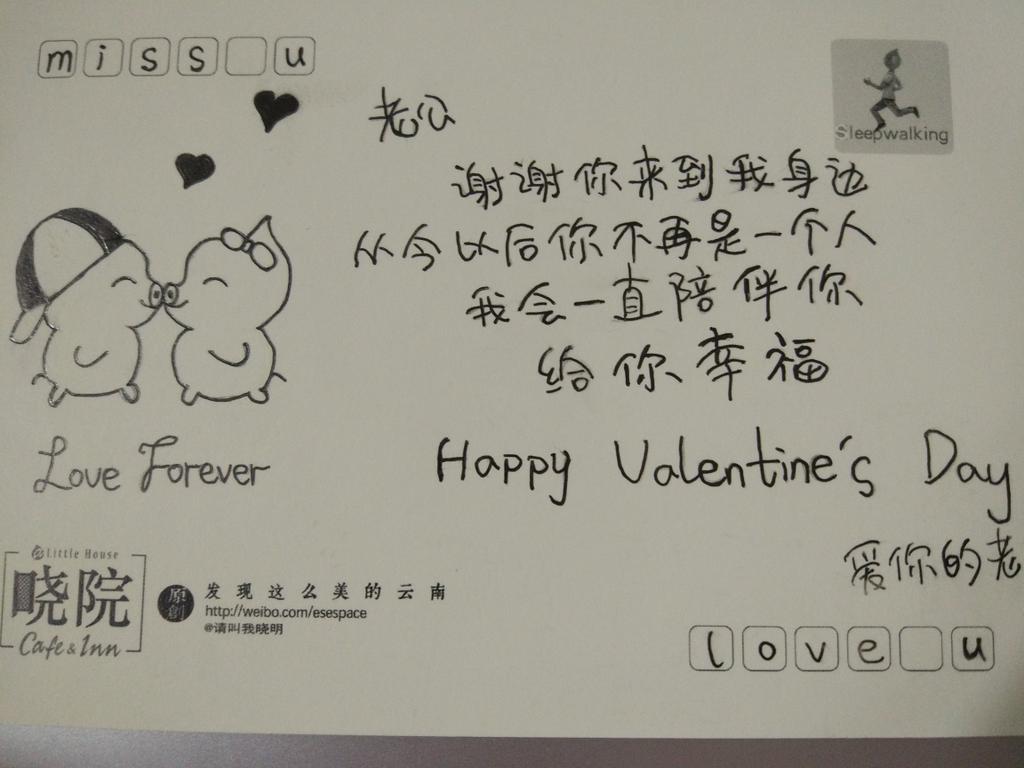 miss u
Sleepwalking
老公
谢谢你来到我身边
从今以后你不再是一个人
我会一直陪伴你
给你幸福
Love Forever
Happy Valentine's Day
爱你的老
Little House
晓院
Cafe & Inn
原創
发现这么美的云南
http://weibo.com/esespace
@请叫我晓明
love u